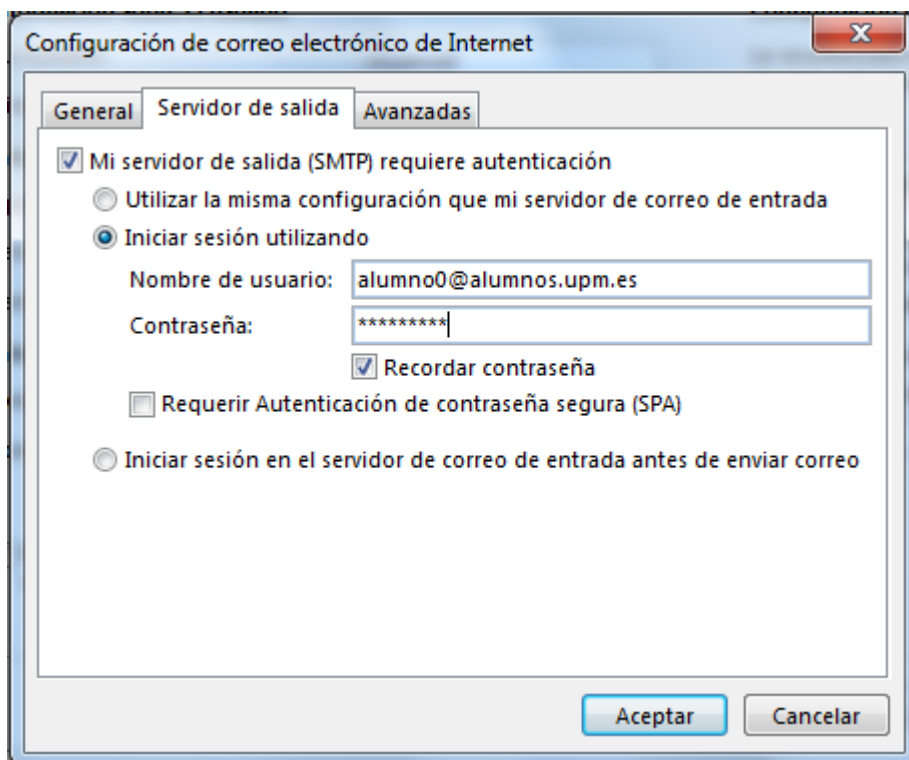 Configuración de correo electrónico de Internet
General Servidor de salida Avanzadas
Mi servidor de salida (SMTP) requiere autenticación
Utilizar la misma configuración que mi servidor de correo de entrada
Iniciar sesión utilizando
Nombre de usuario: alumno0@alumnos.upm.es
Contraseña: *********
Recordar contraseña
Requerir Autenticación de contraseña segura (SPA)
Iniciar sesión en el servidor de correo de entrada antes de enviar correo
Aceptar Cancelar